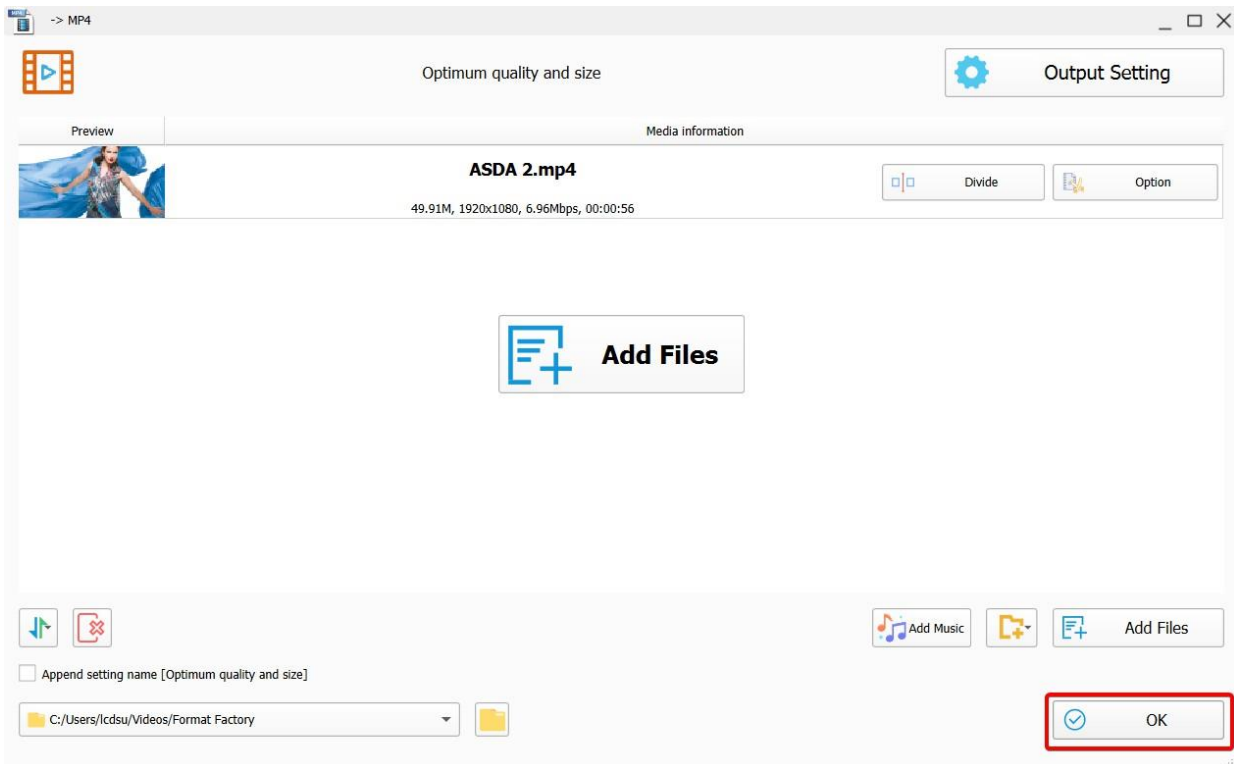 -> MP4
Optimum quality and size
Output Setting
Preview
Media information
ASDA 2.mp4
49.91M, 1920x1080, 6.96Mbps, 00:00:56
Divide
Option
Add Files
Add Music
Add Files
Append setting name [Optimum quality and size]
C:/Users/lcdsu/Videos/Format Factory
OK